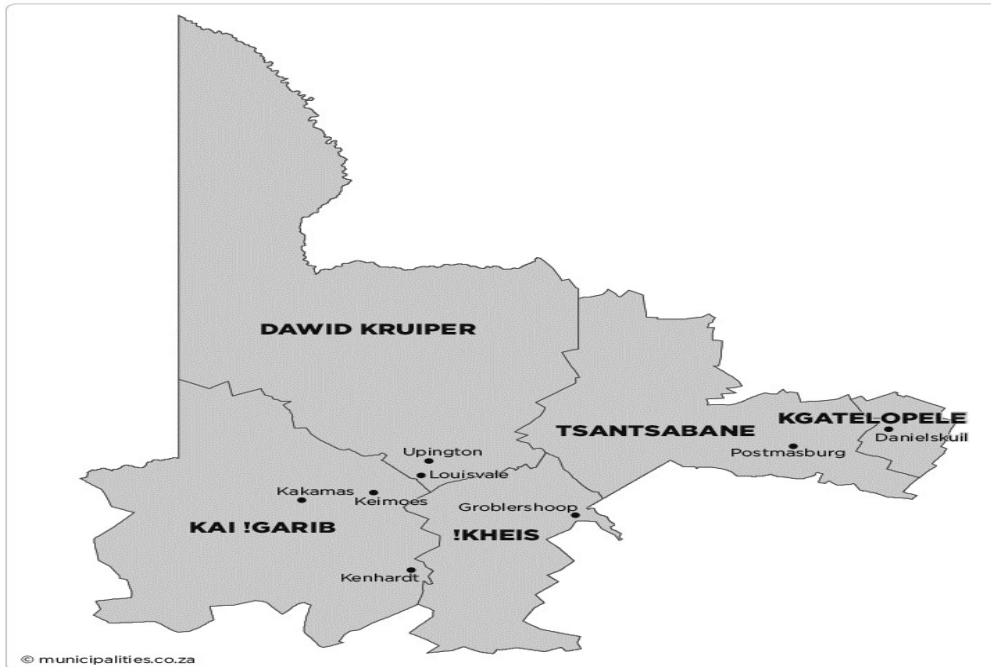 DAWID KRUIPER
KGATELOPELE
TSANTSABANE
Danielskuil
Upington
Postmasburg
Louisvale
Kakamas
Keimoes
Groblershoop
KAI !GARIB
!KHEIS
Kenhardt
© municipalities.co.za